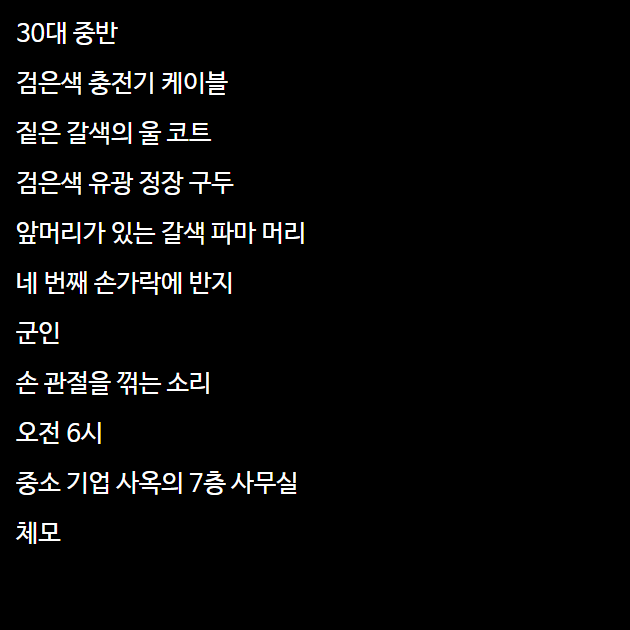 30대 중반
검은색 충전기 케이블
짙은 갈색의 울 코트
검은색 유광 정장 구두
앞머리가 있는 갈색 파마 머리
네 번째 손가락에 반지
군인
손 관절을 꺾는 소리
오전 6시
중소 기업 사옥의 7층 사무실
체모